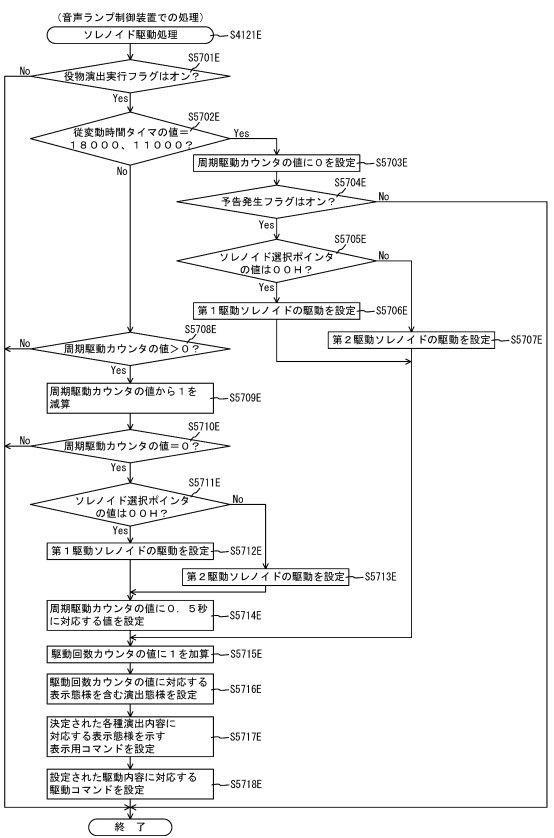 （音声ランプ制御装置での処理）
ソレノイド駆動処理
S4121E
S5701E
役物演出実行フラグはオン？
No
Yes
S5702E
従変動時間タイマの値＝
１８０００、１１０００？
Yes
No
周期駆動カウンタの値に０を設定
S5703E
S5704E
予告発生フラグはオン？
No
Yes
S5705E
ソレノイド選択ポインタ
の値は００Ｈ？
No
Yes
第１駆動ソレノイドの駆動を設定
S5706E
第２駆動ソレノイドの駆動を設定
S5707E
S5708E
周期駆動カウンタの値＞０？
No
Yes
周期駆動カウンタの値から１を
減算
S5709E
S5710E
周期駆動カウンタの値＝０？
No
Yes
S5711E
ソレノイド選択ポインタ
の値は００Ｈ？
No
Yes
第１駆動ソレノイドの駆動を設定
S5712E
第２駆動ソレノイドの駆動を設定
S5713E
周期駆動カウンタの値に０．５秒
に対応する値を設定
S5714E
駆動回数カウンタの値に１を加算
S5715E
駆動回数カウンタの値に対応する
表示態様を含む演出態様を設定
S5716E
決定された各種演出内容に
対応する表示態様を示す
表示用コマンドを設定
S5717E
設定された駆動内容に対応する
駆動コマンドを設定
S5718E
終　了